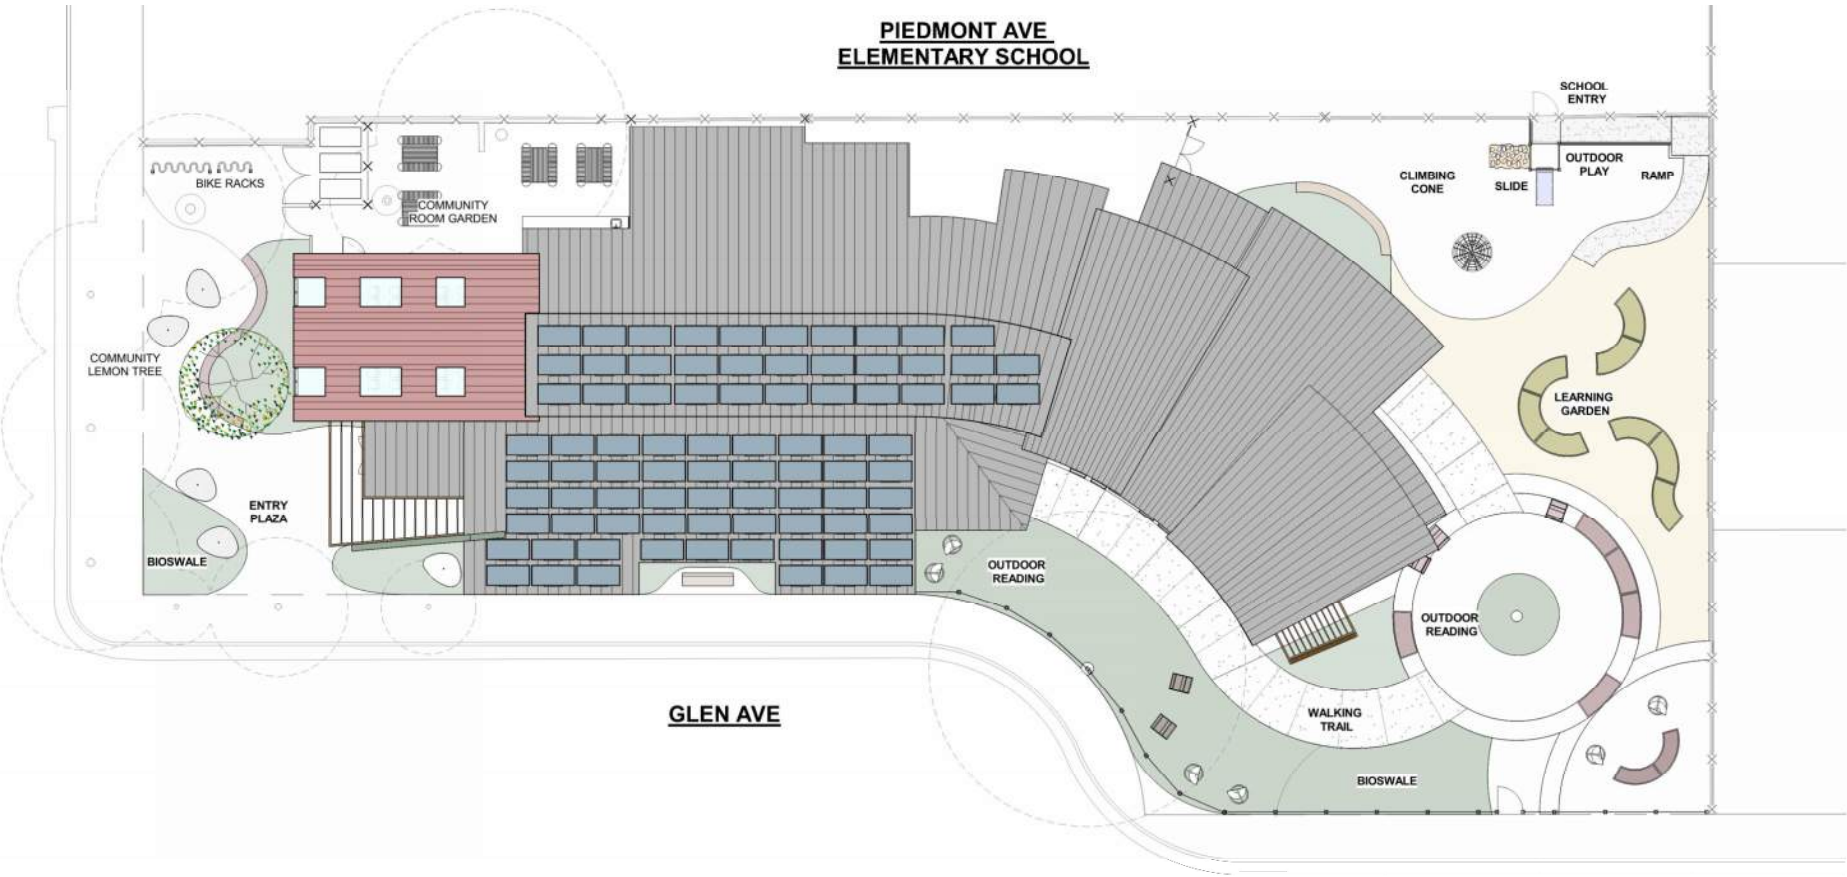 PIEDMONT AVE
ELEMENTARY SCHOOL
SCHOOL
ENTRY
OUTDOOR
PLAY
CLIMBING
CONE
SLIDE
RAMP
BIKE RACKS
COMMUNITY
ROOM GARDEN
COMMUNITY
LEMON TREE
LEARNING
GARDEN
ENTRY
PLAZA
BIOSWALE
OUTDOOR
READING
OUTDOOR
READING
GLEN AVE
WALKING
TRAIL
BIOSWALE